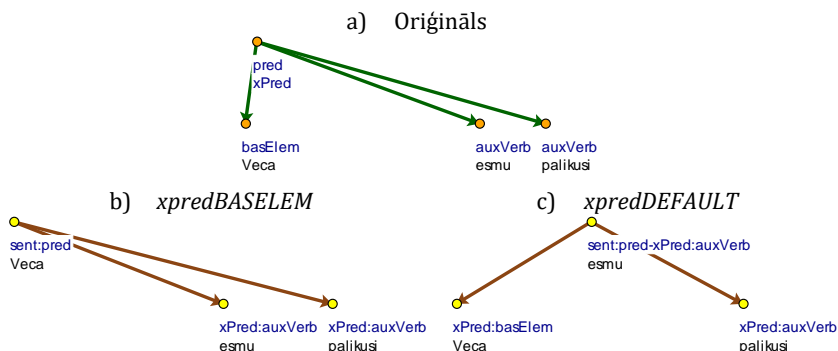 a) Oriģināls
pred
xPred
basElem
Veca
auxVerb
esmu
auxVerb
palikusi
b) xpredBASELEM
sent:pred
Veca
xPred:auxVerb
esmu
xPred:auxVerb
palikusi
c) xpredDEFAULT
sent:pred-xPred:auxVerb
esmu
xPred:basElem
Veca
xPred:auxVerb
palikusi